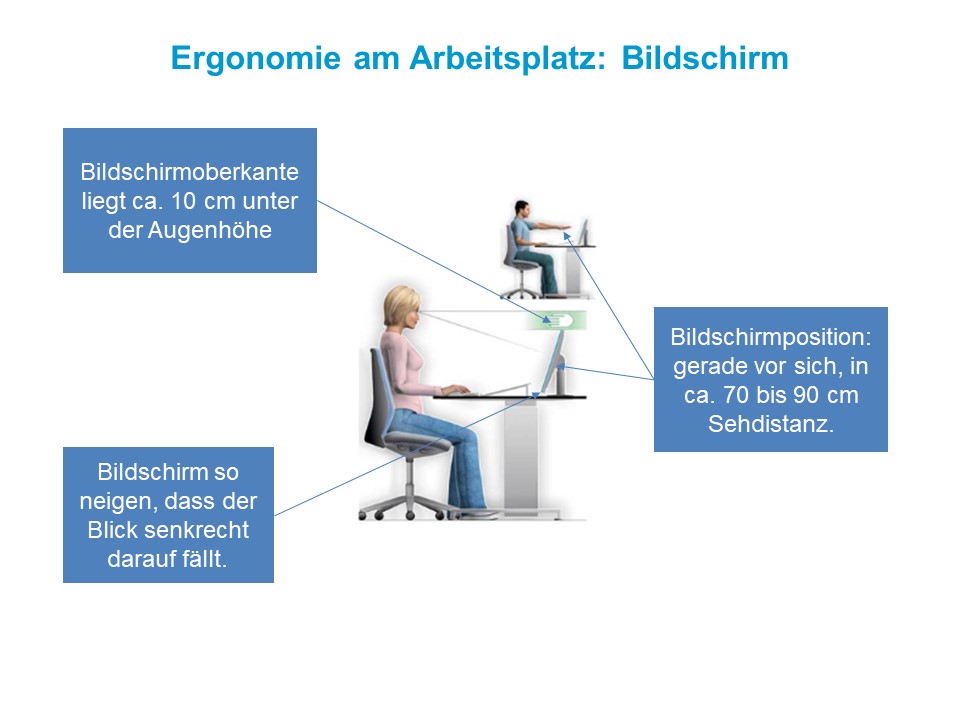 Ergonomie am Arbeitsplatz: Bildschirm
Bildschirmoberkante
liegt ca. 10 cm unter
der Augenhöhe
Bildschirmposition:
gerade vor sich, in
ca. 70 bis 90 cm
Sehdistanz.
Bildschirm so
neigen, dass der
Blick senkrecht
darauf fällt.